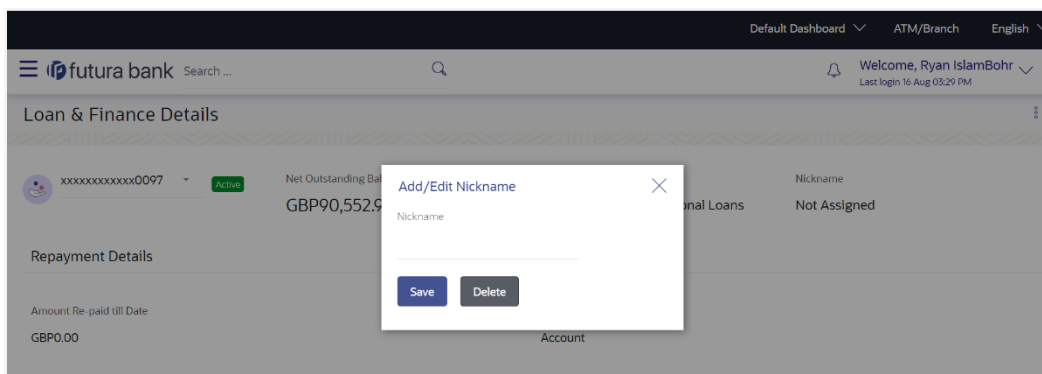 Default Dashboard ATM/Branch English
futura bank Search ... Welcome, Ryan IslamBohr
Last login 16 Aug 03:29 PM
Loan & Finance Details
xxxxxxxxxxxx0097 Active
Net Outstanding Bal
GBP90,552.9
Add/Edit Nickname
Nickname
Save Delete
onal Loans
Nickname
Not Assigned
Repayment Details
Amount Re-paid till Date
GBP0.00
Account